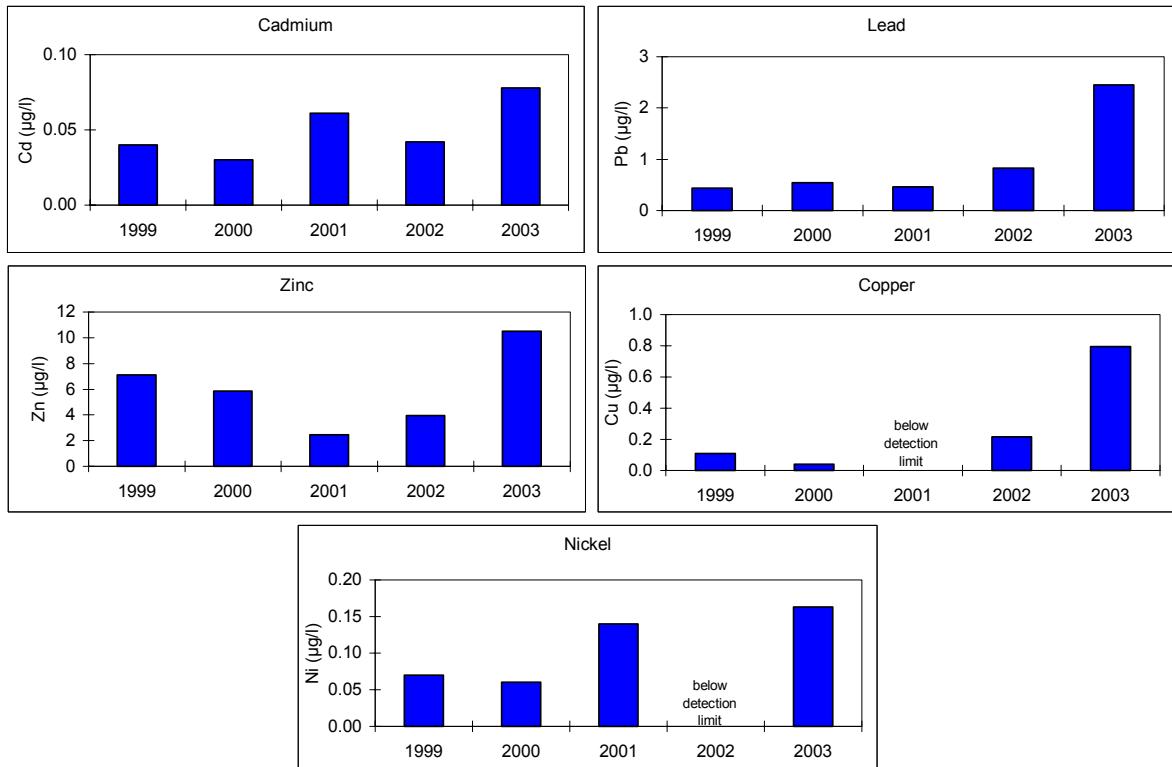 Cadmium
Cd (µg/l)
0.10
0.05
0.00
1999 2000 2001 2002 2003
Lead
Pb (µg/l)
3
2
1
0
1999 2000 2001 2002 2003
Zinc
Zn (µg/l)
12
10
8
6
4
2
0
1999 2000 2001 2002 2003
Copper
Cu (µg/l)
1.0
0.8
0.6
0.4
0.2
0.0
below
detection
limit
1999 2000 2001 2002 2003
Nickel
Ni (µg/l)
0.20
0.15
0.10
0.05
0.00
below
detection
limit
1999 2000 2001 2002 2003